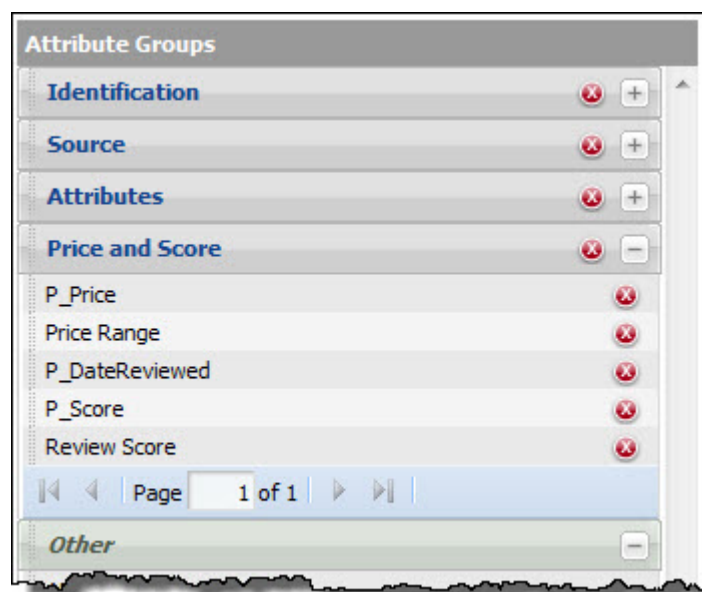 Attribute Groups
Identification
Source
Attributes
Price and Score
P_Price
Price Range
P_DateReviewed
P_Score
Review Score
Page 1 of 1
Other